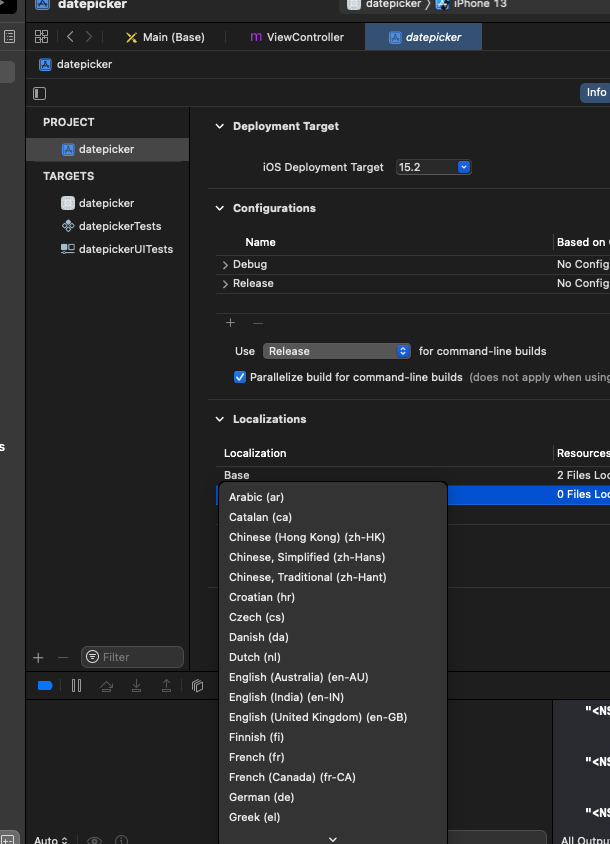 datepicker
datepicker 〉 iPhone 13
Main (Base)
ViewController
datepicker
datepicker
Info
PROJECT
datepicker
TARGETS
datepicker
datepickerTests
datepickerUITests
Deployment Target
iOS Deployment Target 15.2
Configurations
Name Based on
Debug No Config
Release No Config
+ —
Use Release for command-line builds
Parallelize build for command-line builds (does not apply when using
Localizations
Localization Resources
Base 2 Files Loc
0 Files Loc
Arabic (ar)
Catalan (ca)
Chinese (Hong Kong) (zh-HK)
Chinese, Simplified (zh-Hans)
Chinese, Traditional (zh-Hant)
Croatian (hr)
Czech (cs)
Danish (da)
Dutch (nl)
English (Australia) (en-AU)
English (India) (en-IN)
English (United Kingdom) (en-GB)
Finnish (fi)
French (fr)
French (Canada) (fr-CA)
German (de)
Greek (el)
s
+ — Filter
"<NS
"<NS
"<NS
Auto
All Output